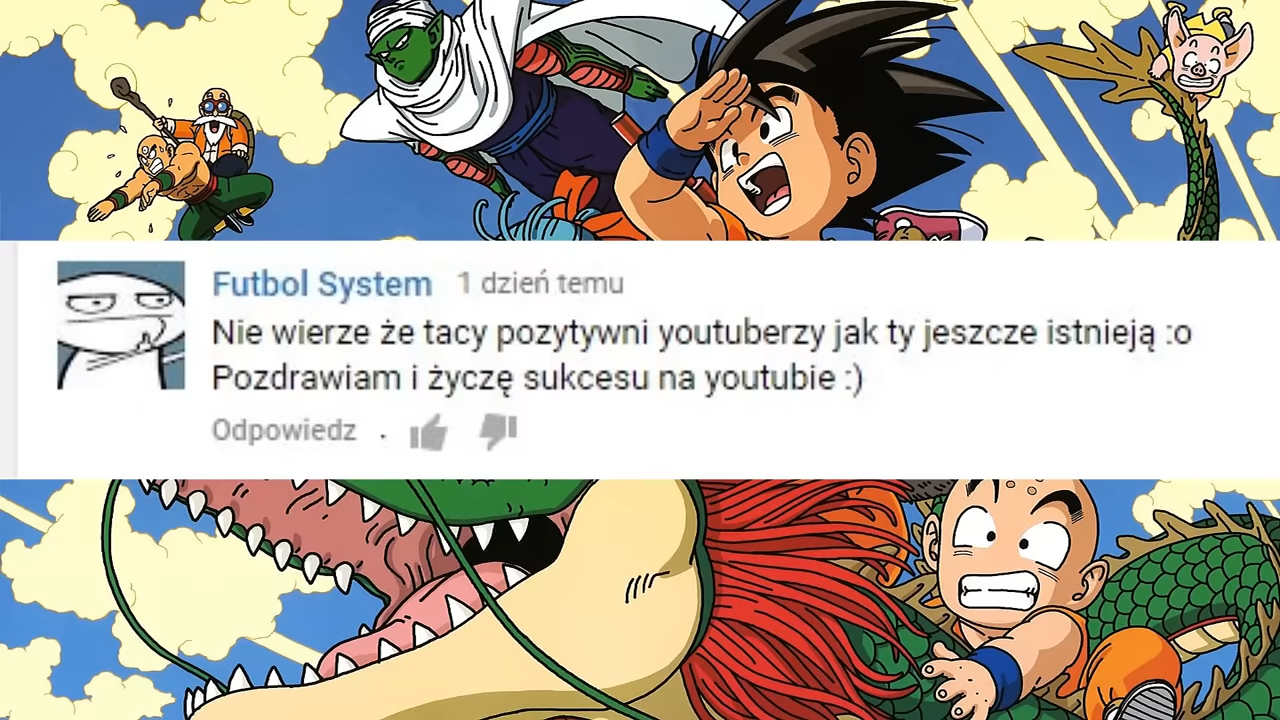 Futbol System 1 dzień temu
Nie wierze że tacy pozytywni youtuberzy jak ty jeszcze istnieją :o
Pozdrawiam i życzę sukcesu na youtubie :)
Odpowiedz .